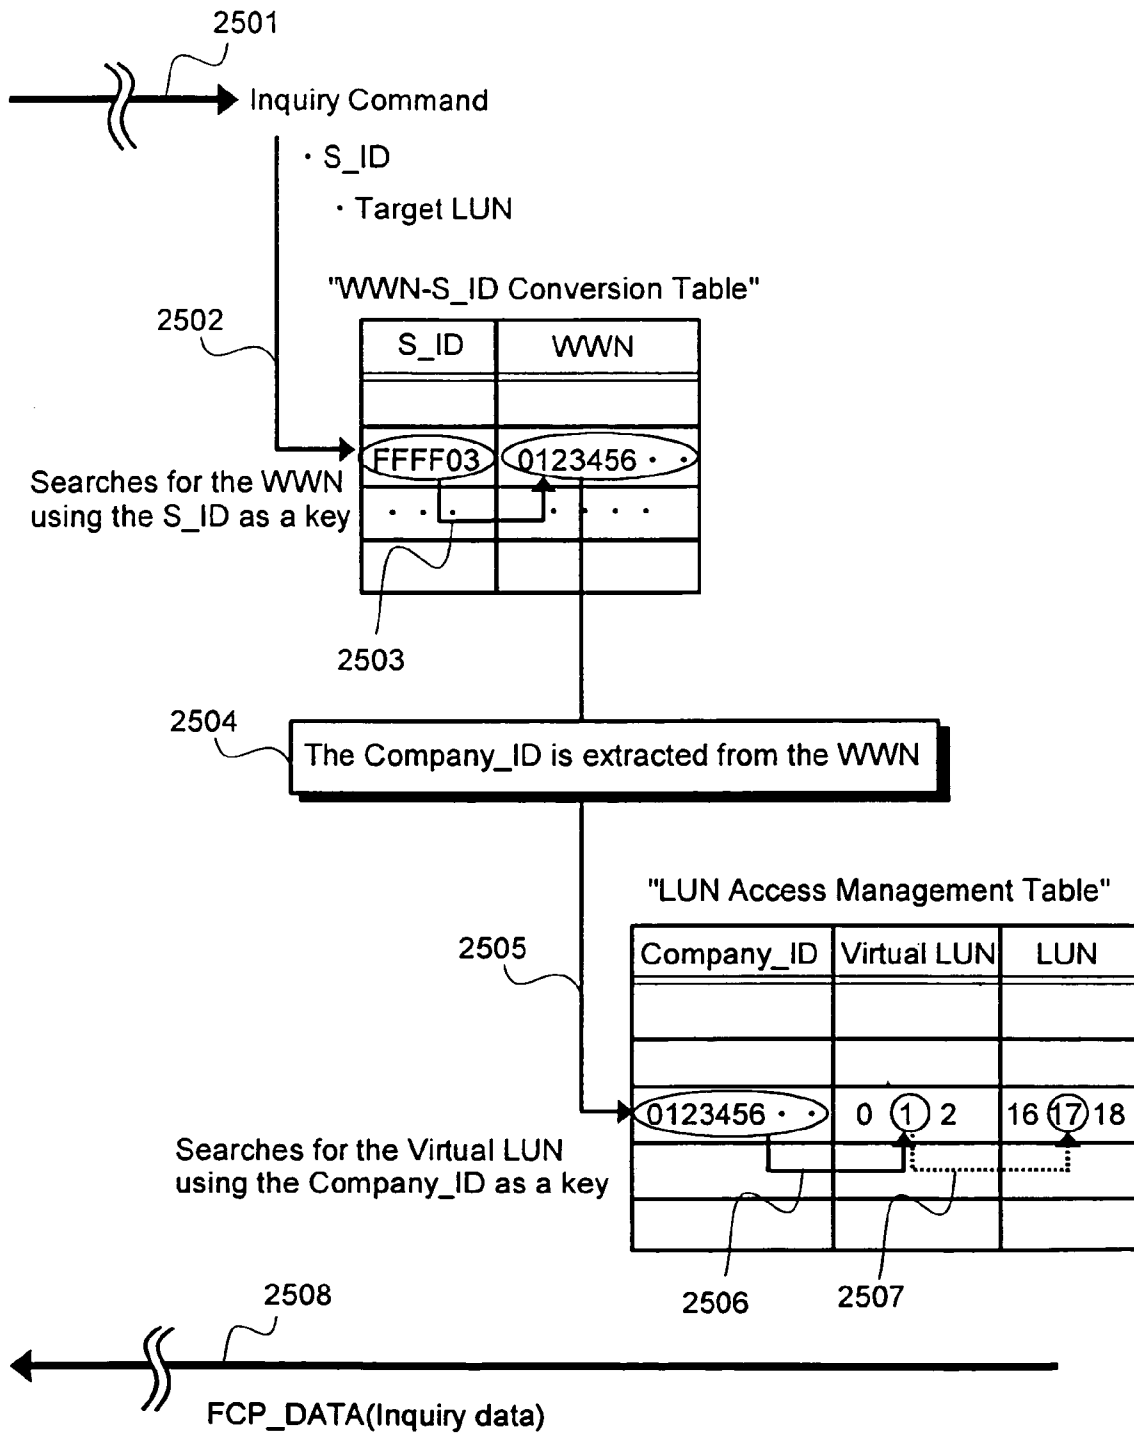 2501
Inquiry Command
· S_ID
· Target LUN
"WWN-S_ID Conversion Table"
2502
S_ID WWN
FFFF03 0123456 · ·
Searches for the WWN
using the S_ID as a key
· · · · · · ·
2503
2504
The Company_ID is extracted from the WWN
"LUN Access Management Table"
2505
Company_ID Virtual LUN LUN
0123456 · · 0 1 2 16 17 18
Searches for the Virtual LUN
using the Company_ID as a key
2506 2507
2508
FCP_DATA(Inquiry data)